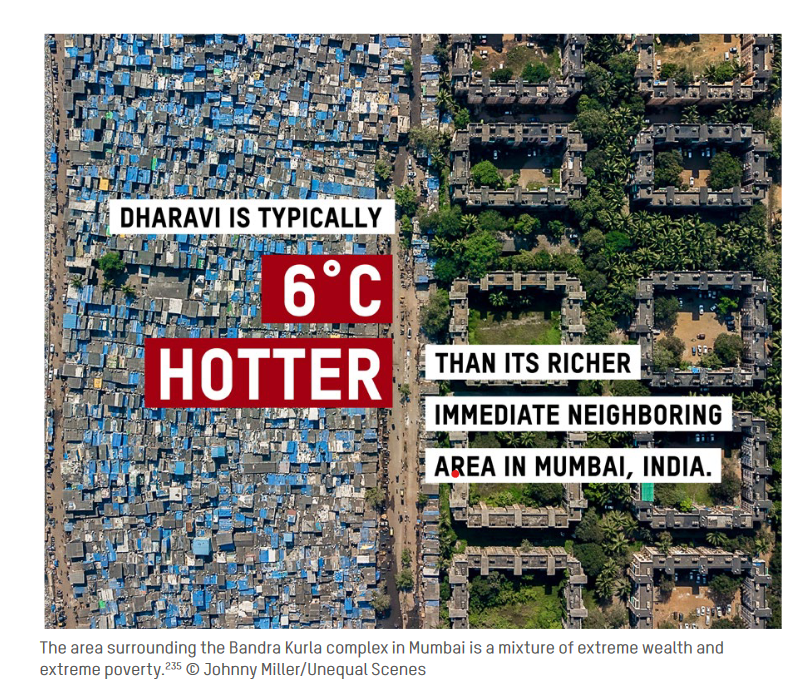 DHARAVI IS TYPICALLY
6°C
HOTTER
THAN ITS RICHER
IMMEDIATE NEIGHBORING
AREA IN MUMBAI, INDIA.
The area surrounding the Bandra Kurla complex in Mumbai is a mixture of extreme wealth and
extreme poverty.²³⁵ © Johnny Miller/Unequal Scenes